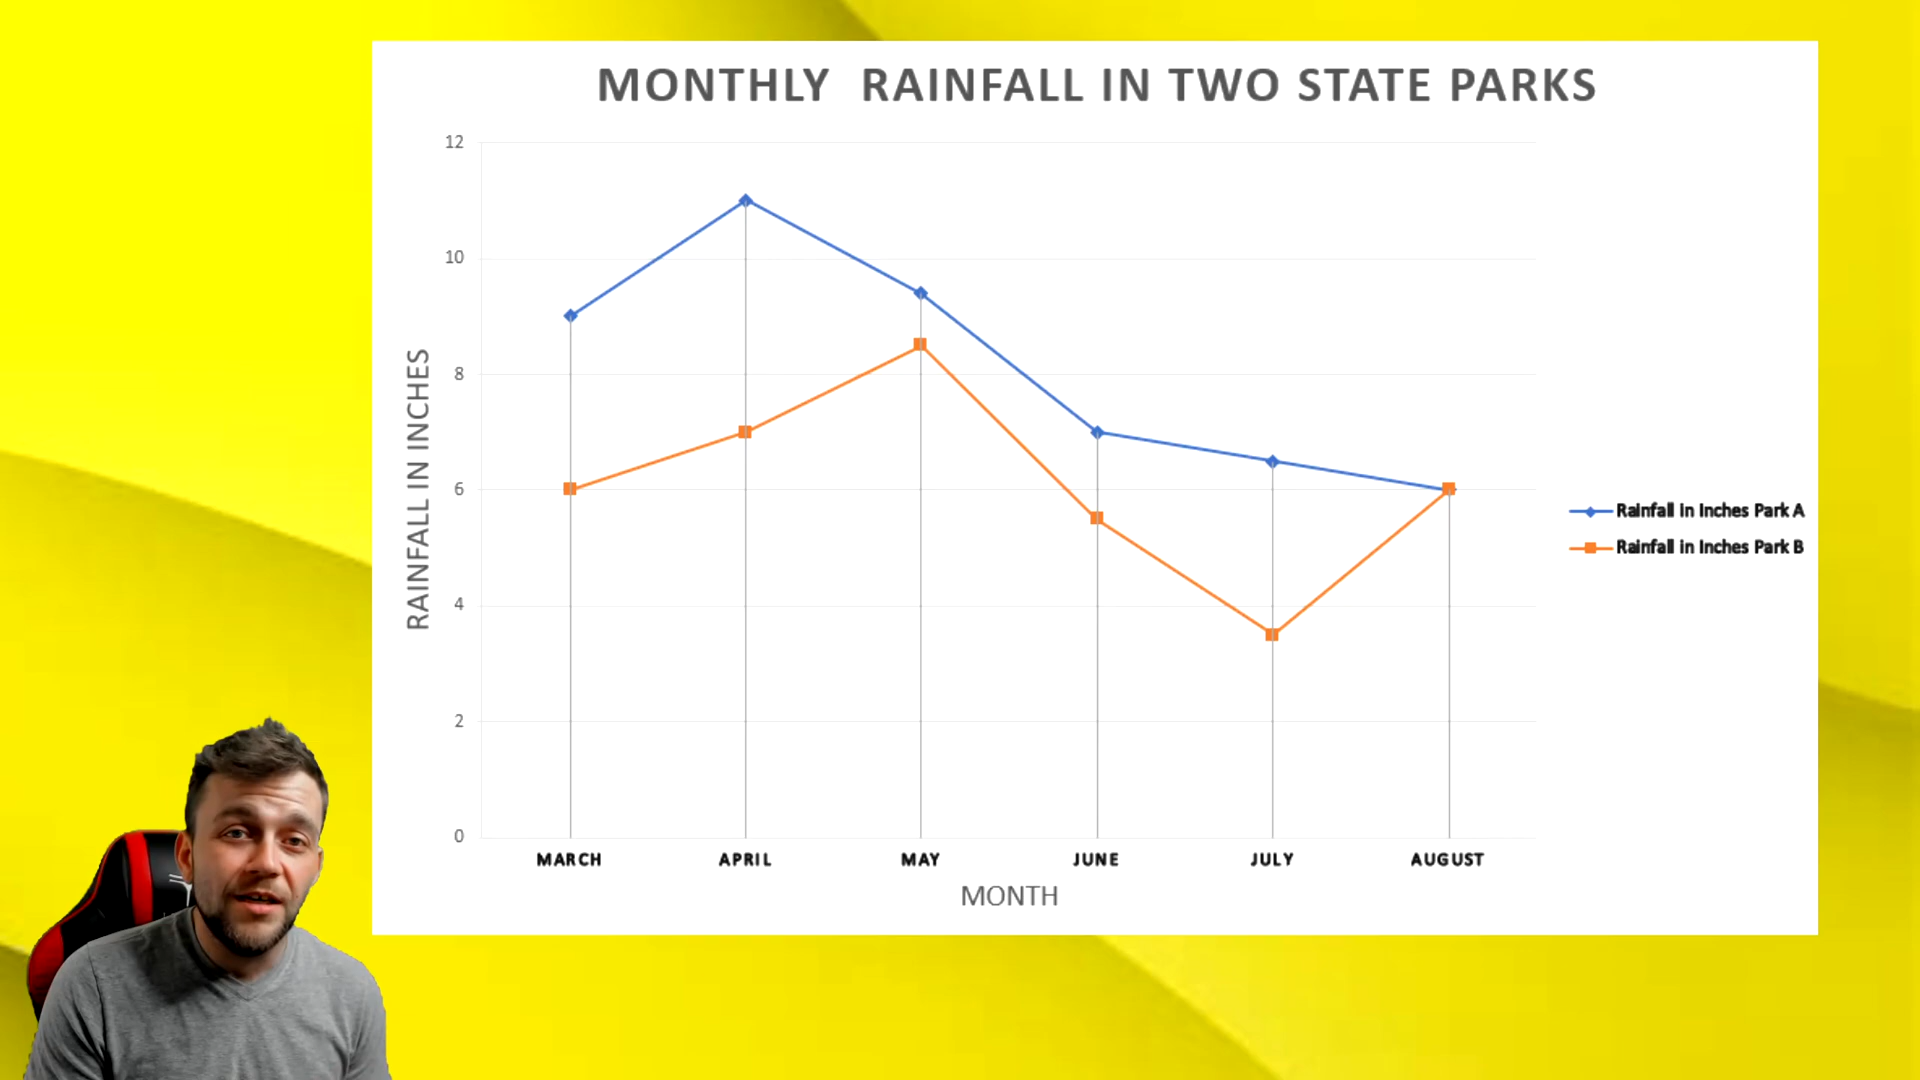 MONTHLY RAINFALL IN TWO STATE PARKS
12
10
8
6
4
2
0
RAINFALL IN INCHES
MARCH APRIL MAY JUNE JULY AUGUST
MONTH
Rainfall in Inches Park A
Rainfall in Inches Park B